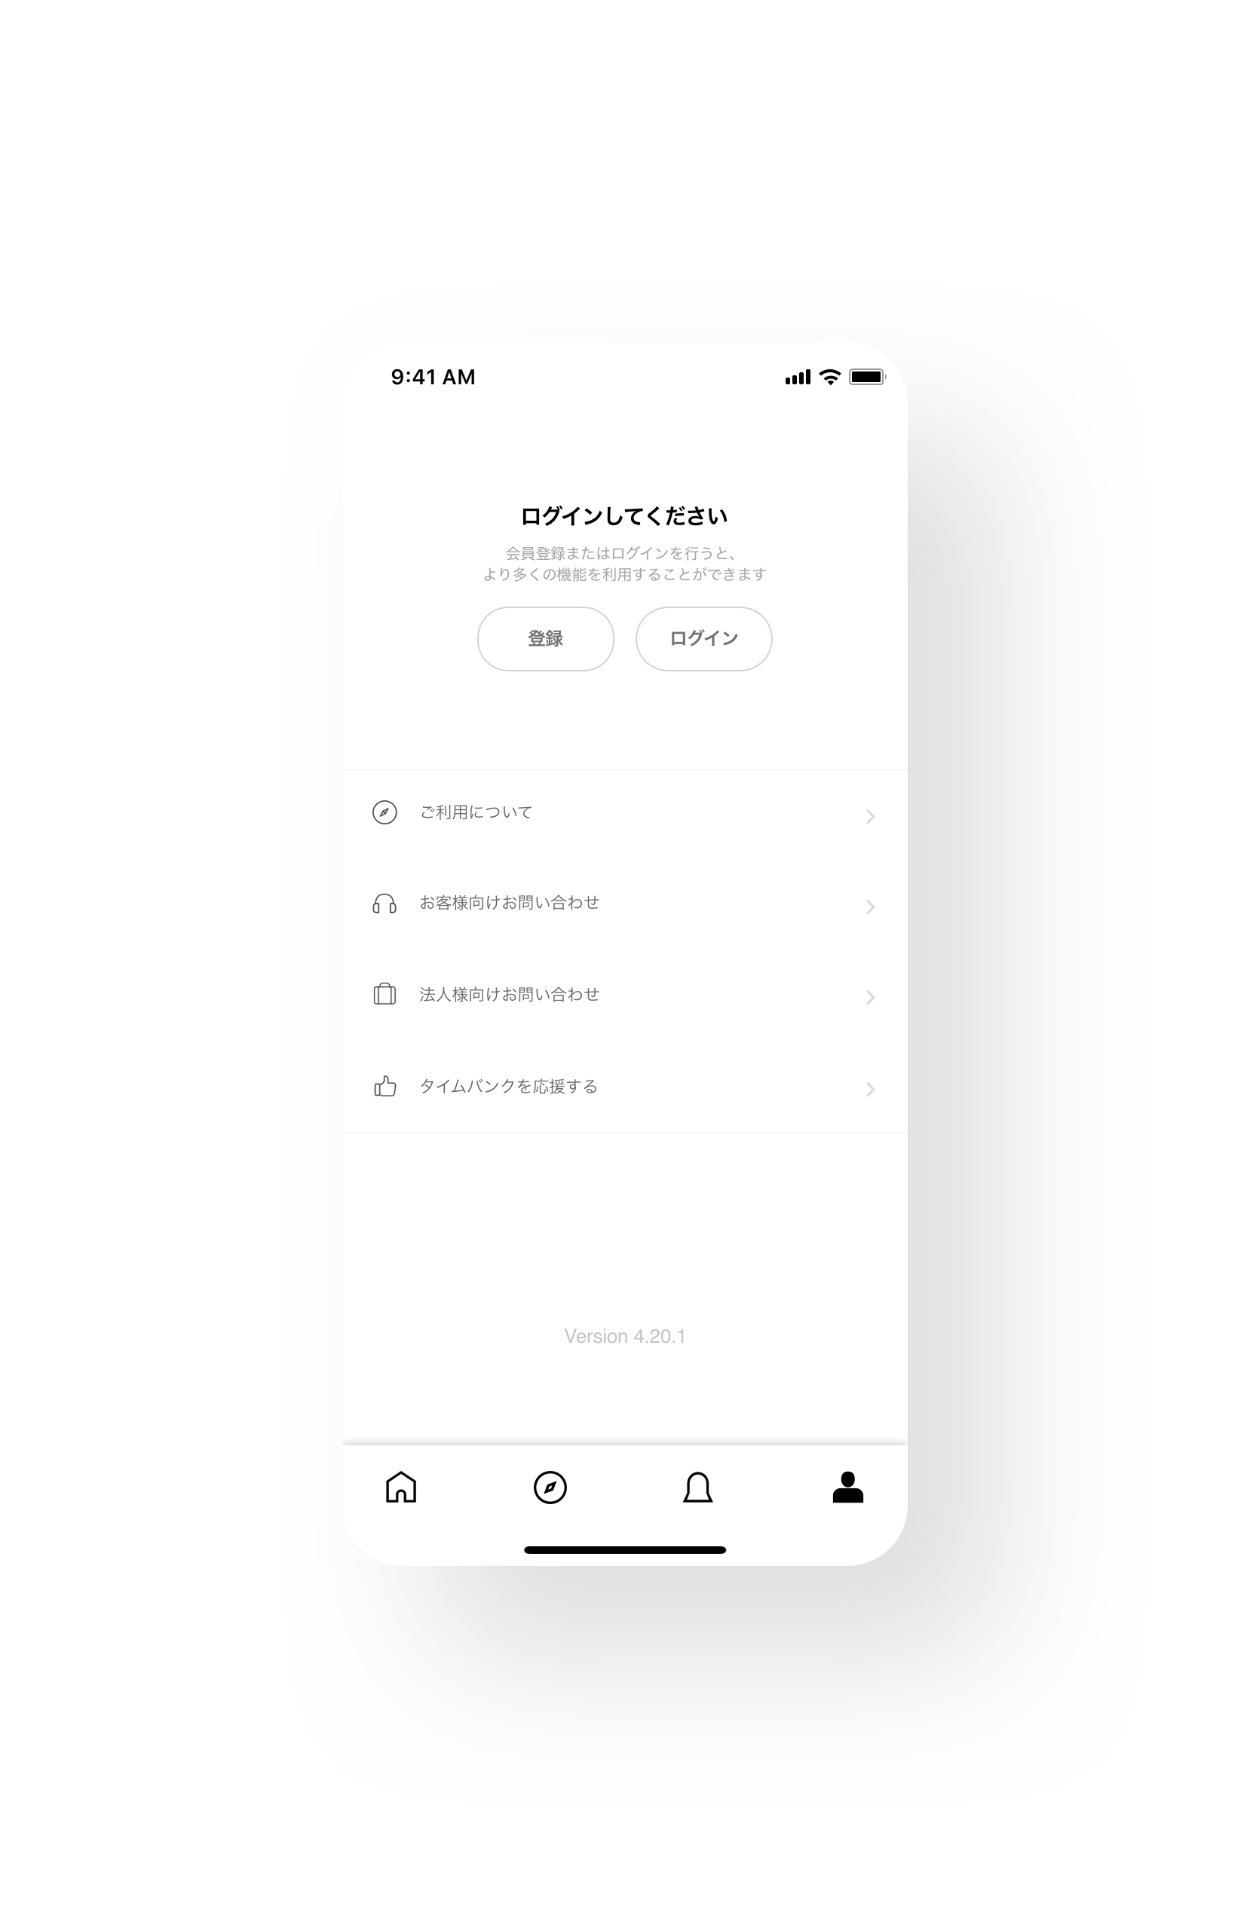 9:41 AM
ログインしてください
会員登録またはログインを行うと、
より多くの機能を利用することができます
登録
ログイン
ご利用について
お客様向けお問い合わせ
法人様向けお問い合わせ
タイムバンクを応援する
Version 4.20.1